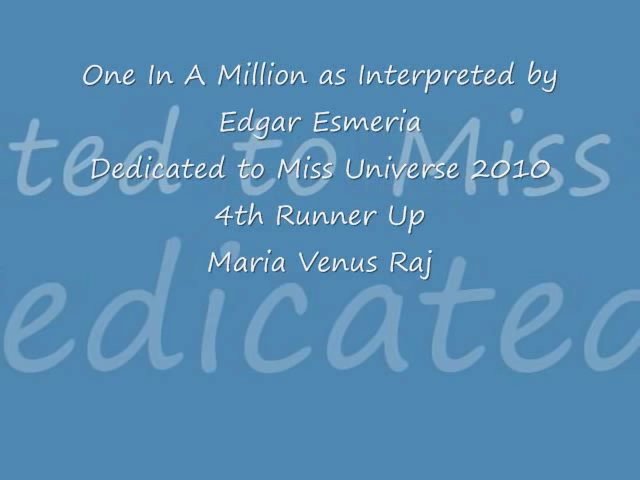 One In A Million as Interpreted by
Edgar Esmeria
Dedicated to Miss Universe 2010
4th Runner Up
Maria Venus Raj
ted to Miss
edicated